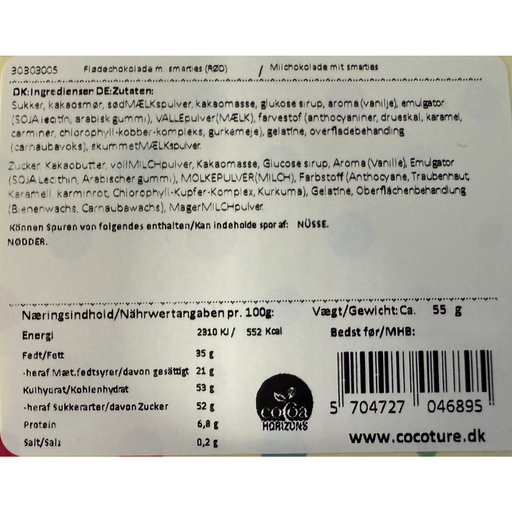 30303005 Flødechokolade m. smarties (RØD) / Milchokolade mit smarties
DK:Ingredienser DE:Zutaten:
Sukker, kakaosmør, sødMÆLKspulver, kakaomasse, glukose sirup, aroma (vanilje), emulgator
(SOJA lecitin, arabisk gummi), VALLEpulver(MÆLK), farvestof (anthocyaniner, drueskal, karamel,
carminer, chlorophyll-kobber-kompleks, gurkemeje), gelatine, overfladebehandling
(carnaubavoks), skummetMÆLKspulver.
Zucker, Kakaobutter, vollMILCHpulver, Kakaomasse, Glucose sirup, Aroma (Vanille), Emulgator
(SOJA Lecithin, Arabischer gummi), MOLKEPULVER(MILCH), Farbstoff (Anthocyane, Traubenhaut,
Karamell, karminrot, Chlorophyll-Kupfer-Komplex, Kurkuma), Gelatine, Oberflächenbehandlung
(Bienenwachs, Carnaubawachs), MagerMILCHpulver.
Können Spuren von folgendes enthalten/Kan indeholde spor af: NÜSSE.
NØDDER.
Næringsindhold/Nährwertangaben pr. 100g: Vægt/Gewicht:Ca. 55 g
Energi 2310 KJ / 552 Kcal Bedst før/MHB:
Fedt/Fett 35 g
-heraf Mæt.fedtsyrer/davon gesättigt 21 g
Kulhydrat/Kohlenhydrat 53 g
-heraf Sukkerarter/davon Zucker 52 g
Protein 6,8 g
Salt/Salz 0,2 g
cocoa
HORIZONS
5 704727 046895
www.cocoture.dk